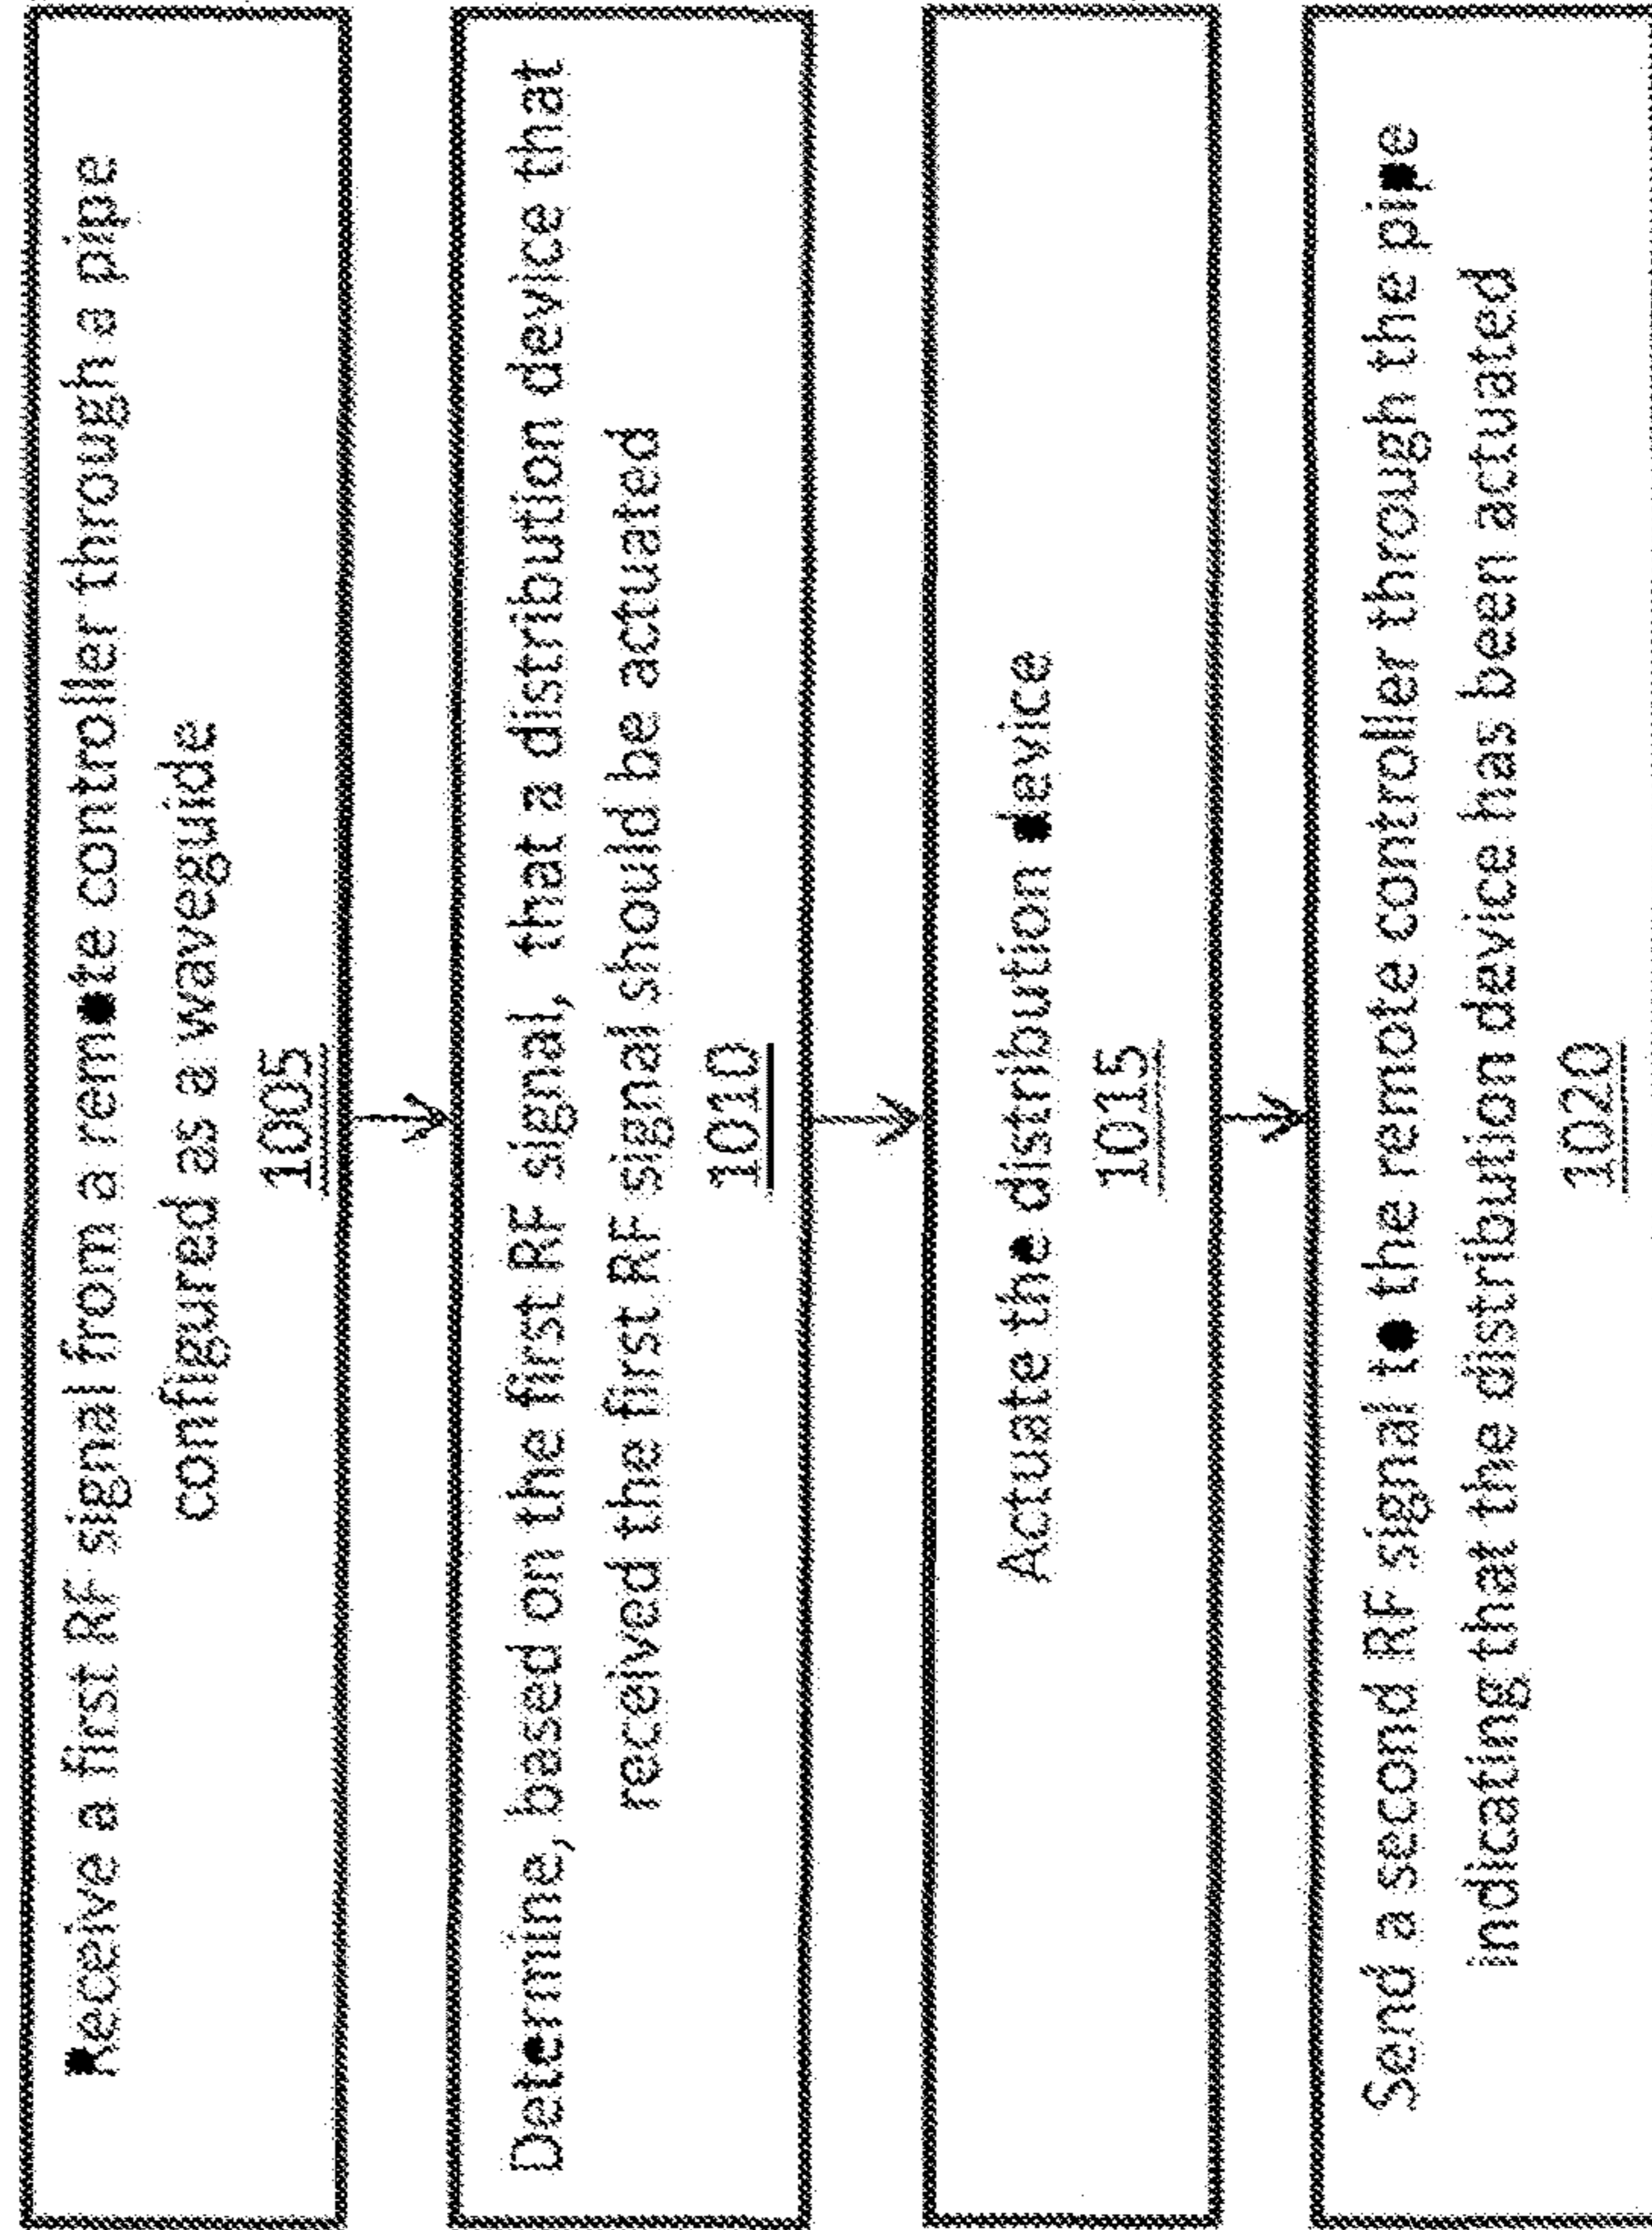 Receive a first RF signal from a remote controller through a pipe
configured as a waveguide
1005
Determine, based on the first RF signal, that a distribution device that
received the first RF signal should be actuated
1010
Actuate the distribution device
1015
Send a second RF signal to the remote controller through the pipe
indicating that the distribution device has been actuated
1020